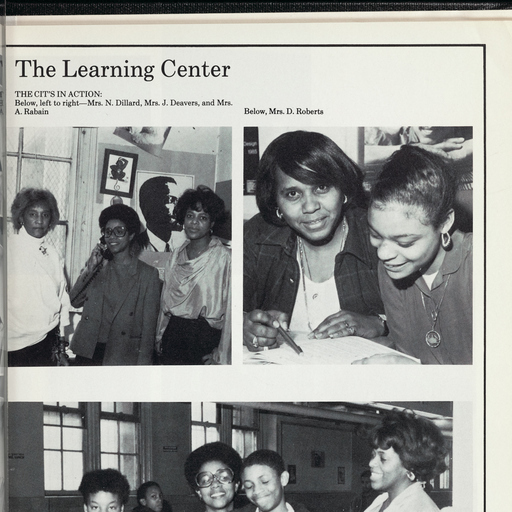 The Learning Center
THE CIT'S IN ACTION:
Below, left to right—Mrs. N. Dillard, Mrs. J. Deavers, and Mrs.
A. Rabain
Below, Mrs. D. Roberts